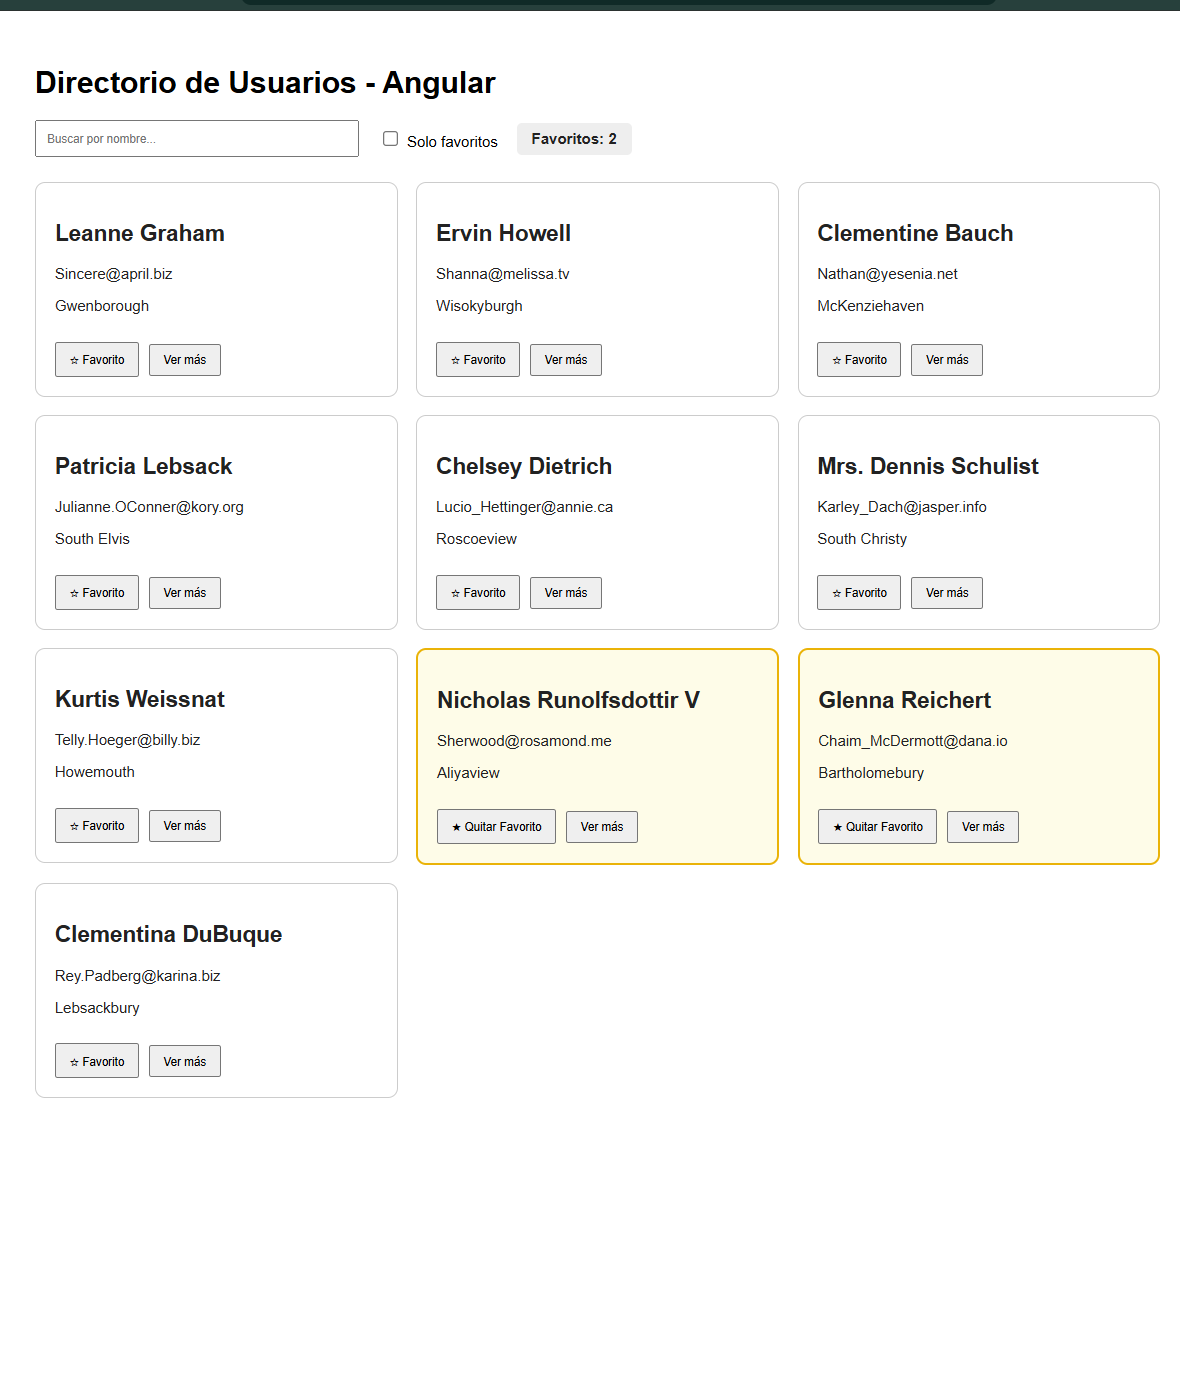 Directorio de Usuarios - Angular
Buscar por nombre...
Solo favoritos
Favoritos: 2
Leanne Graham
Sincere@april.biz
Gwenborough
☆ Favorito
Ver más
Ervin Howell
Shanna@melissa.tv
Wisokyburgh
☆ Favorito
Ver más
Clementine Bauch
Nathan@yesenia.net
McKenziehaven
☆ Favorito
Ver más
Patricia Lebsack
Julianne.OConner@kory.org
South Elvis
☆ Favorito
Ver más
Chelsey Dietrich
Lucio_Hettinger@annie.ca
Roscoeview
☆ Favorito
Ver más
Mrs. Dennis Schulist
Karley_Dach@jasper.info
South Christy
☆ Favorito
Ver más
Kurtis Weissnat
Telly.Hoeger@billy.biz
Howemouth
☆ Favorito
Ver más
Nicholas Runolfsdottir V
Sherwood@rosamond.me
Aliyaview
★ Quitar Favorito
Ver más
Glenna Reichert
Chaim_McDermott@dana.io
Bartholomebury
★ Quitar Favorito
Ver más
Clementina DuBuque
Rey.Padberg@karina.biz
Lebsackbury
☆ Favorito
Ver más